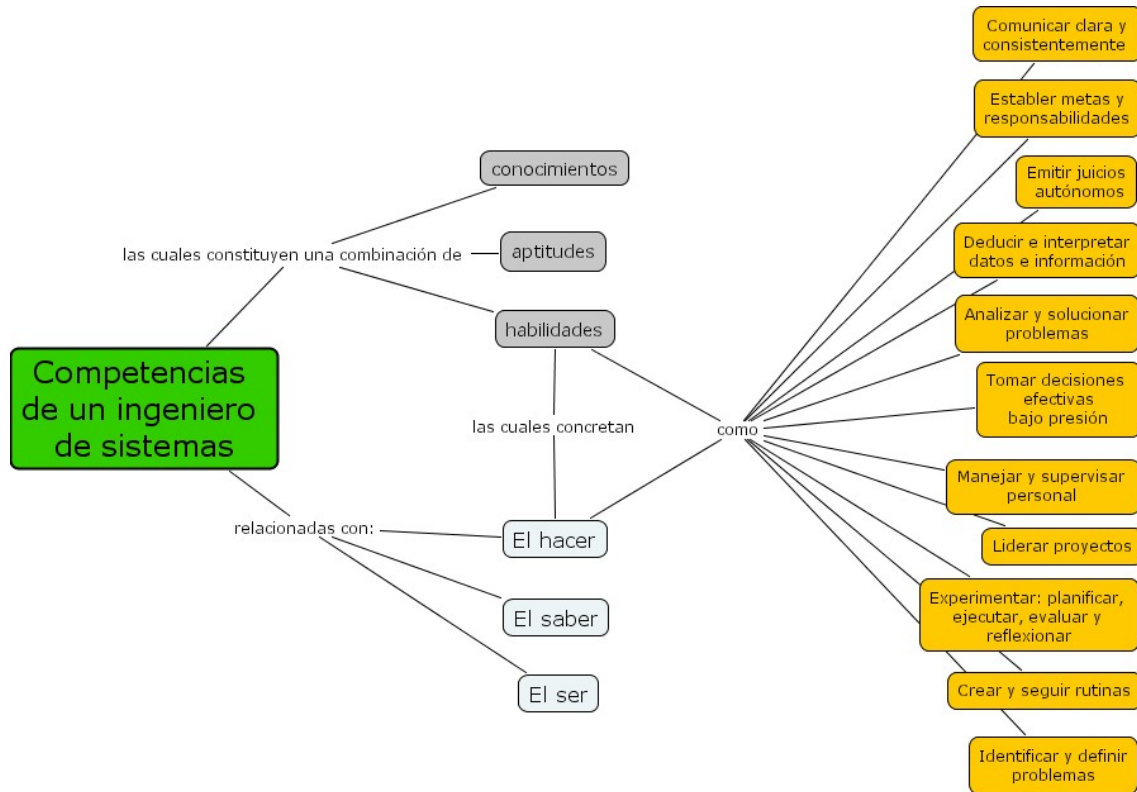 Competencias
de un ingeniero
de sistemas
las cuales constituyen una combinación de
conocimientos
aptitudes
habilidades
las cuales concretan
relacionadas con:
El hacer
El saber
El ser
como
Comunicar clara y
consistentemente
Establer metas y
responsabilidades
Emitir juicios
autónomos
Deducir e interpretar
datos e información
Analizar y solucionar
problemas
Tomar decisiones
efectivas
bajo presión
Manejar y supervisar
personal
Liderar proyectos
Experimentar: planificar,
ejecutar, evaluar y
reflexionar
Crear y seguir rutinas
Identificar y definir
problemas